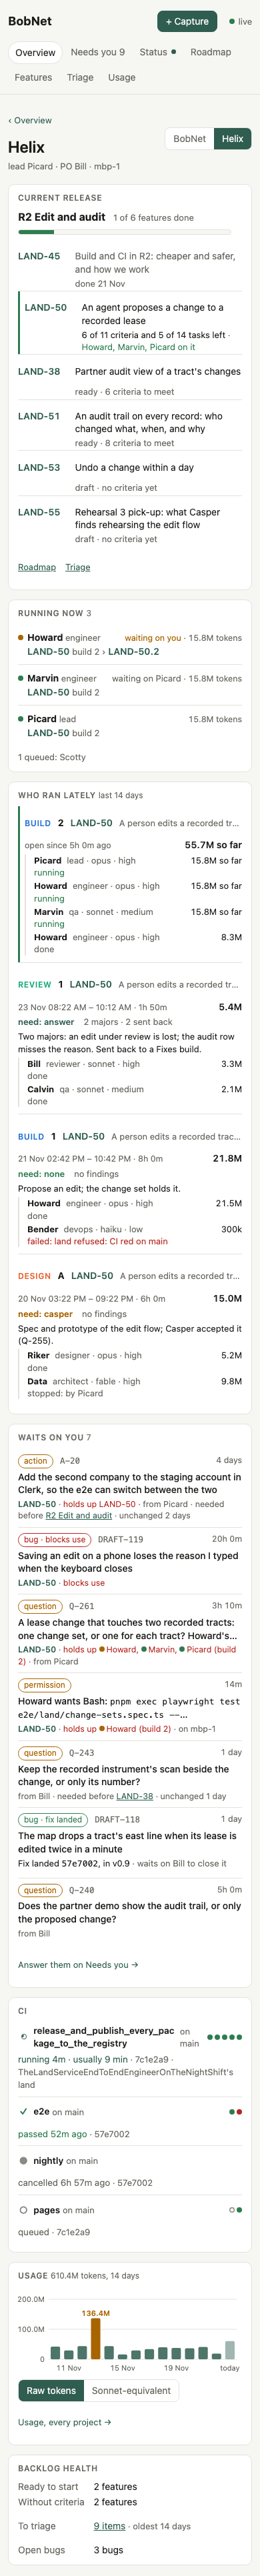 BobNet
+ Capture
live
Overview
Needs you 9
Status
Roadmap
Features
Triage
Usage
‹ Overview
Helix
BobNet
Helix
lead Picard · PO Bill · mbp-1
CURRENT RELEASE
R2 Edit and audit 1 of 6 features done
LAND-45 Build and CI in R2: cheaper and safer,
and how we work
done 21 Nov
LAND-50 An agent proposes a change to a
recorded lease
6 of 11 criteria and 5 of 14 tasks left ·
Howard, Marvin, Picard on it
LAND-38 Partner audit view of a tract's changes
ready · 6 criteria to meet
LAND-51 An audit trail on every record: who
changed what, when, and why
ready · 8 criteria to meet
LAND-53 Undo a change within a day
draft · no criteria yet
LAND-55 Rehearsal 3 pick-up: what Casper
finds rehearsing the edit flow
draft · no criteria yet
Roadmap Triage
RUNNING NOW 3
Howard engineer waiting on you · 15.8M tokens
LAND-50 build 2 › LAND-50.2
Marvin engineer waiting on Picard · 15.8M tokens
LAND-50 build 2
Picard lead 15.8M tokens
LAND-50 build 2
1 queued: Scotty
WHO RAN LATELY last 14 days
BUILD 2 LAND-50 A person edits a recorded tr...
open since 5h 0m ago 55.7M so far
Picard lead · opus · high 15.8M so far
running
Howard engineer · opus · high 15.8M so far
running
Marvin qa · sonnet · medium 15.8M so far
running
Howard engineer · opus · high 8.3M
done
REVIEW 1 LAND-50 A person edits a recorded tr...
23 Nov 08:22 AM – 10:12 AM · 1h 50m 5.4M
need: answer 2 majors · 2 sent back
Two majors: an edit under review is lost; the audit row
misses the reason. Sent back to a Fixes build.
Bill reviewer · sonnet · high 3.3M
done
Calvin qa · sonnet · medium 2.1M
done
BUILD 1 LAND-50 A person edits a recorded trac...
21 Nov 02:42 PM – 10:42 PM · 8h 0m 21.8M
need: none no findings
Propose an edit; the change set holds it.
Howard engineer · opus · high 21.5M
done
Bender devops · haiku · low 300k
failed: land refused: CI red on main
DESIGN A LAND-50 A person edits a recorded tr...
20 Nov 03:22 PM – 09:22 PM · 6h 0m 15.0M
need: casper no findings
Spec and prototype of the edit flow; Casper accepted it
(Q-255).
Riker designer · opus · high 5.2M
done
Data architect · fable · high 9.8M
stopped: by Picard
WAITS ON YOU 7
action A-20 4 days
Add the second company to the staging account in
Clerk, so the e2e can switch between the two
LAND-50 · holds up LAND-50 · from Picard · needed
before R2 Edit and audit · unchanged 2 days
bug · blocks use DRAFT-119 20h 0m
Saving an edit on a phone loses the reason I typed
when the keyboard closes
LAND-50 · blocks use
question Q-261 3h 10m
A lease change that touches two recorded tracts:
one change set, or one for each tract? Howard's...
LAND-50 · holds up Howard, Marvin, Picard (build
2) · from Picard
permission 14m
Howard wants Bash: pnpm exec playwright test
e2e/land/change-sets.spec.ts --...
LAND-50 · holds up Howard (build 2) · on mbp-1
question Q-243 1 day
Keep the recorded instrument's scan beside the
change, or only its number?
from Bill · needed before LAND-38 · unchanged 1 day
bug · fix landed DRAFT-118 1 day
The map drops a tract's east line when its lease is
edited twice in a minute
Fix landed 57e7002, in v0.9 · waits on Bill to close it
question Q-240 5h 0m
Does the partner demo show the audit trail, or only
the proposed change?
from Bill
Answer them on Needs you →
CI
release_and_publish_every_pac on
kage_to_the_registry main
running 4m · usually 9 min · 7c1e2a9 ·
TheLandServiceEndToEndEngineerOnTheNightShift's
land
e2e on main
passed 52m ago · 57e7002
nightly on main
cancelled 6h 57m ago · 57e7002
pages on main
queued · 7c1e2a9
USAGE 610.4M tokens, 14 days
200.0M
136.4M
100.0M
0
11 Nov 15 Nov 19 Nov today
Raw tokens Sonnet-equivalent
Usage, every project →
BACKLOG HEALTH
Ready to start 2 features
Without criteria 2 features
To triage 9 items · oldest 14 days
Open bugs 3 bugs